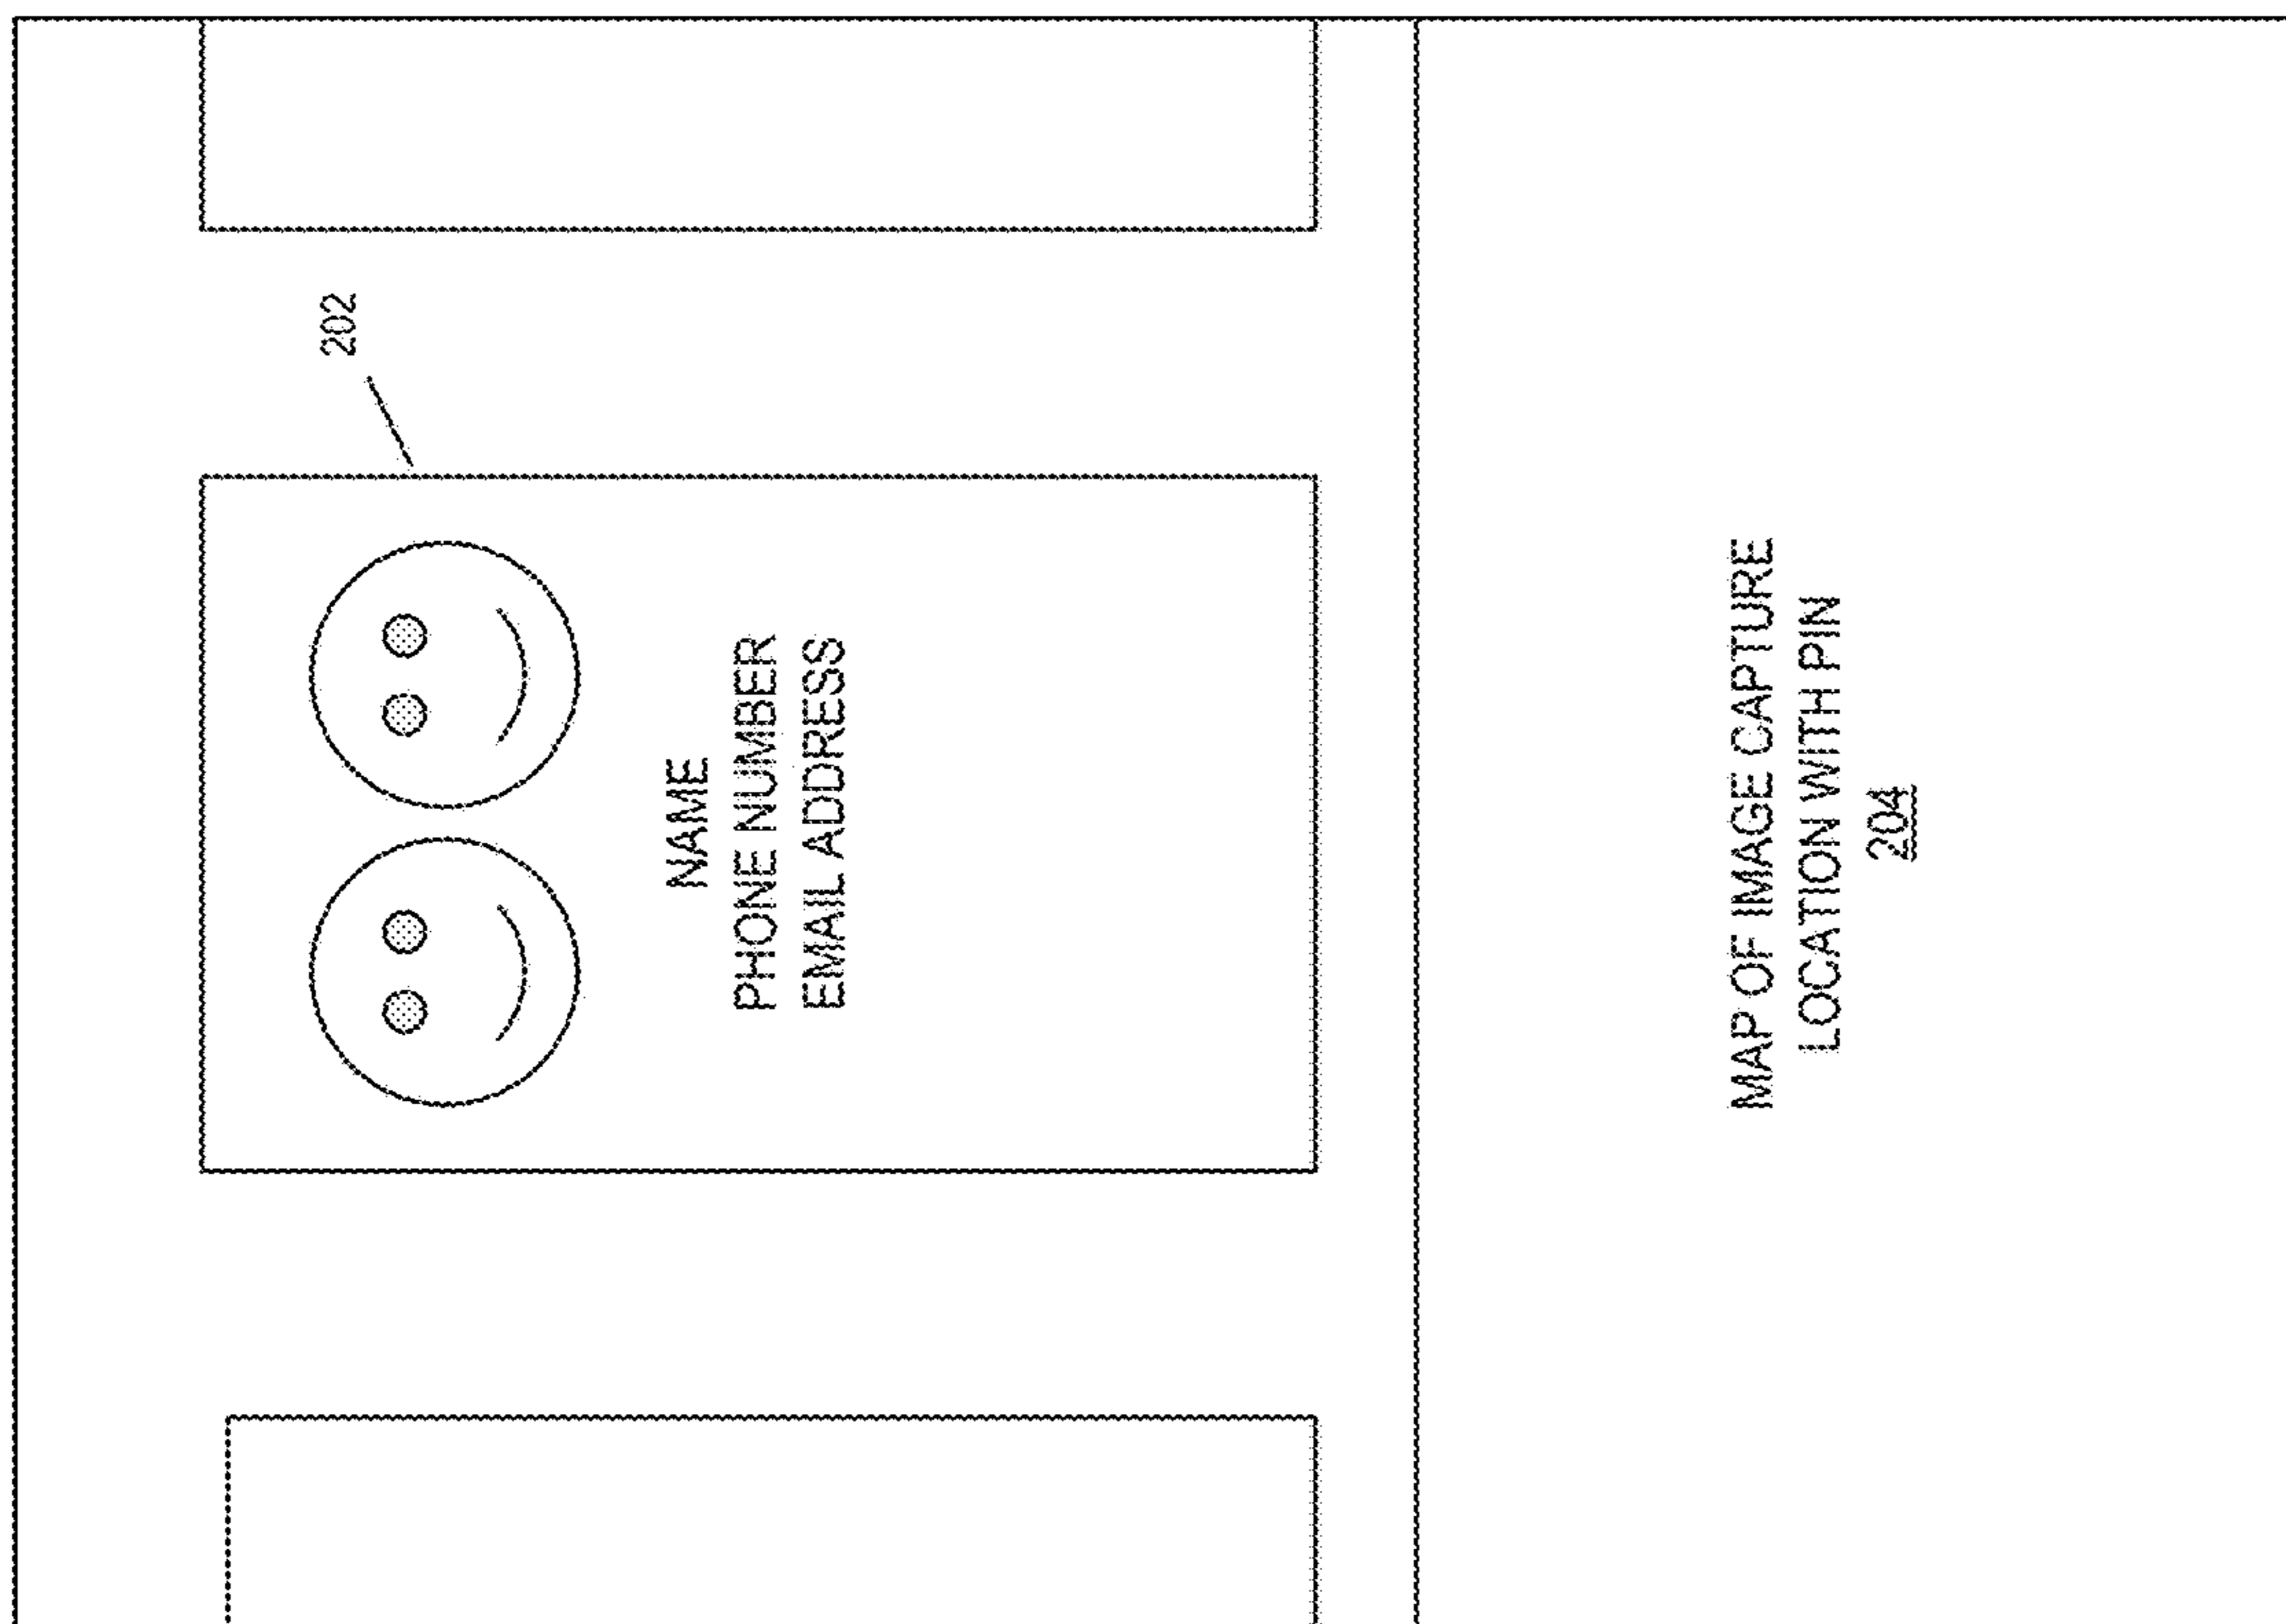 202
NAME
PHONE NUMBER
EMAIL ADDRESS
MAP OF IMAGE CAPTURE
LOCATION WITH PIN
204